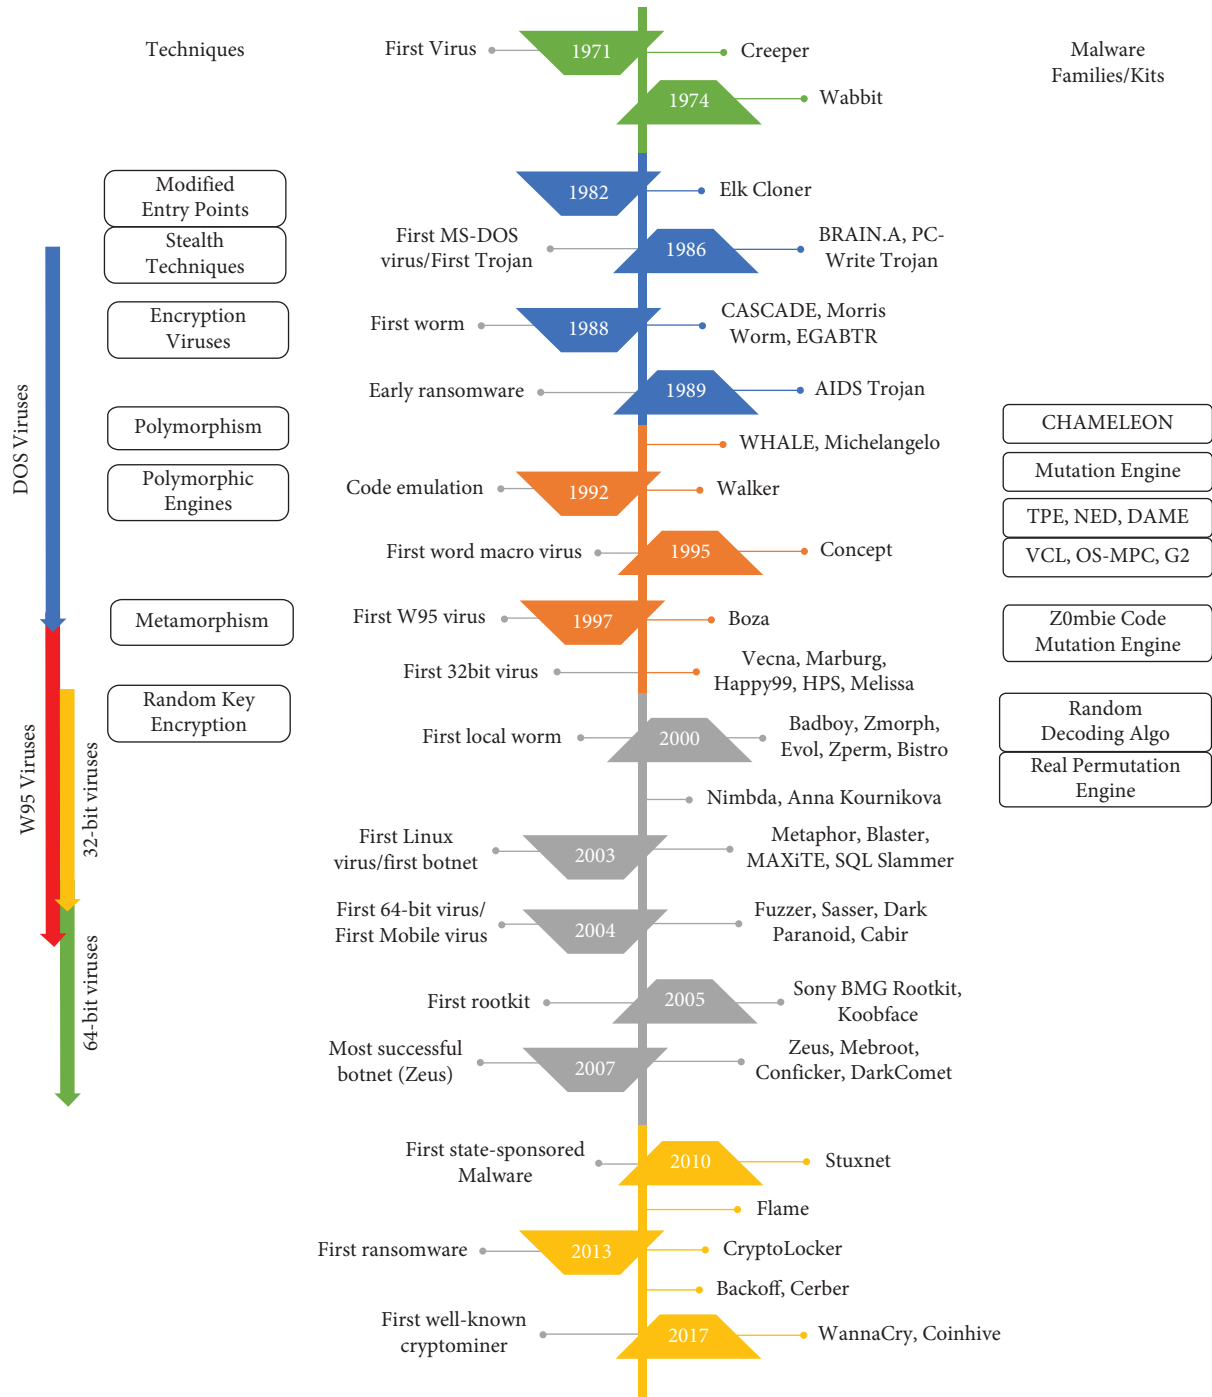 Techniques
First Virus
1971
Creeper
Malware
Families/Kits
1974
Wabbit
Modified
Entry Points
1982
Elk Cloner
Stealth
Techniques
First MS-DOS
virus/First Trojan
1986
BRAIN.A, PC-
Write Trojan
Encryption
Viruses
First worm
1988
CASCADE, Morris
Worm, EGABTR
Early ransomware
1989
AIDS Trojan
DOS Viruses
Polymorphism
WHALE, Michelangelo
CHAMELEON
Polymorphic
Engines
Code emulation
1992
Walker
Mutation Engine
TPE, NED, DAME
First word macro virus
1995
Concept
VCL, OS-MPC, G2
Metamorphism
First W95 virus
1997
Boza
Z0mbie Code
Mutation Engine
First 32bit virus
Vecna, Marburg,
Happy99, HPS, Melissa
Random Key
Encryption
First local worm
2000
Badboy, Zmorph,
Evol, Zperm, Bistro
Random
Decoding Algo
Real Permutation
Engine
W95 Viruses
32-bit viruses
Nimbda, Anna Kournikova
First Linux
virus/first botnet
2003
Metaphor, Blaster,
MAXiTE, SQL Slammer
First 64-bit virus/
First Mobile virus
2004
Fuzzer, Sasser, Dark
Paranoid, Cabir
64-bit viruses
First rootkit
2005
Sony BMG Rootkit,
Koobface
Most successful
botnet (Zeus)
2007
Zeus, Mebroot,
Conficker, DarkComet
First state-sponsored
Malware
2010
Stuxnet
Flame
First ransomware
2013
CryptoLocker
Backoff, Cerber
First well-known
cryptominer
2017
WannaCry, Coinhive